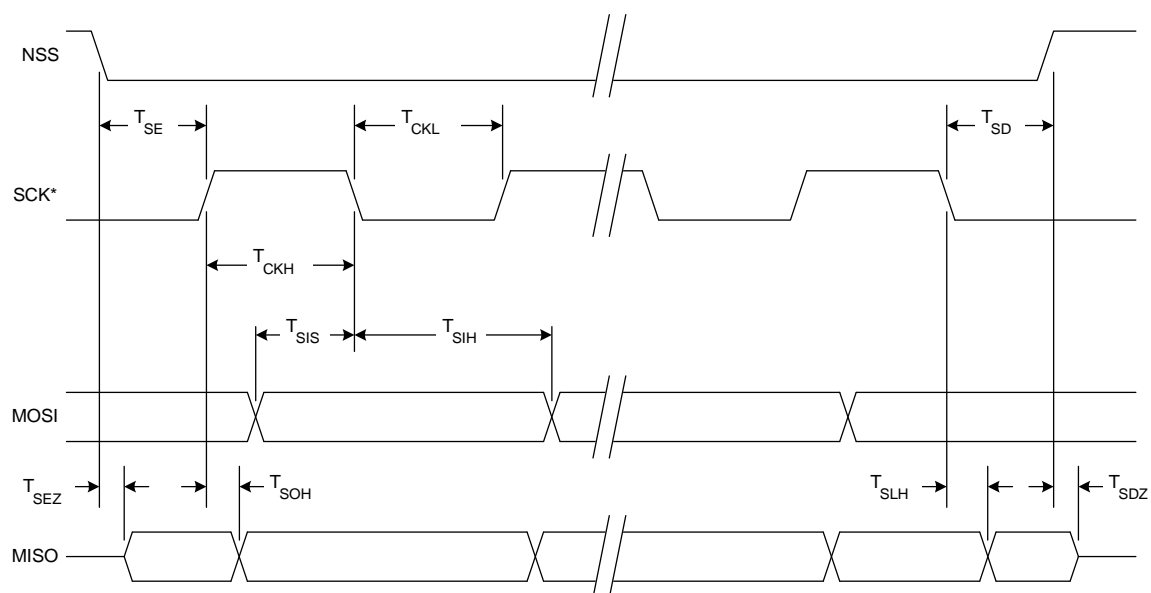 NSS
TSE
TCKL
TSD
SCK*
TCKH
TSIS
TSIH
MOSI
TSEZ
TSOH
TSLH
TSDZ
MISO